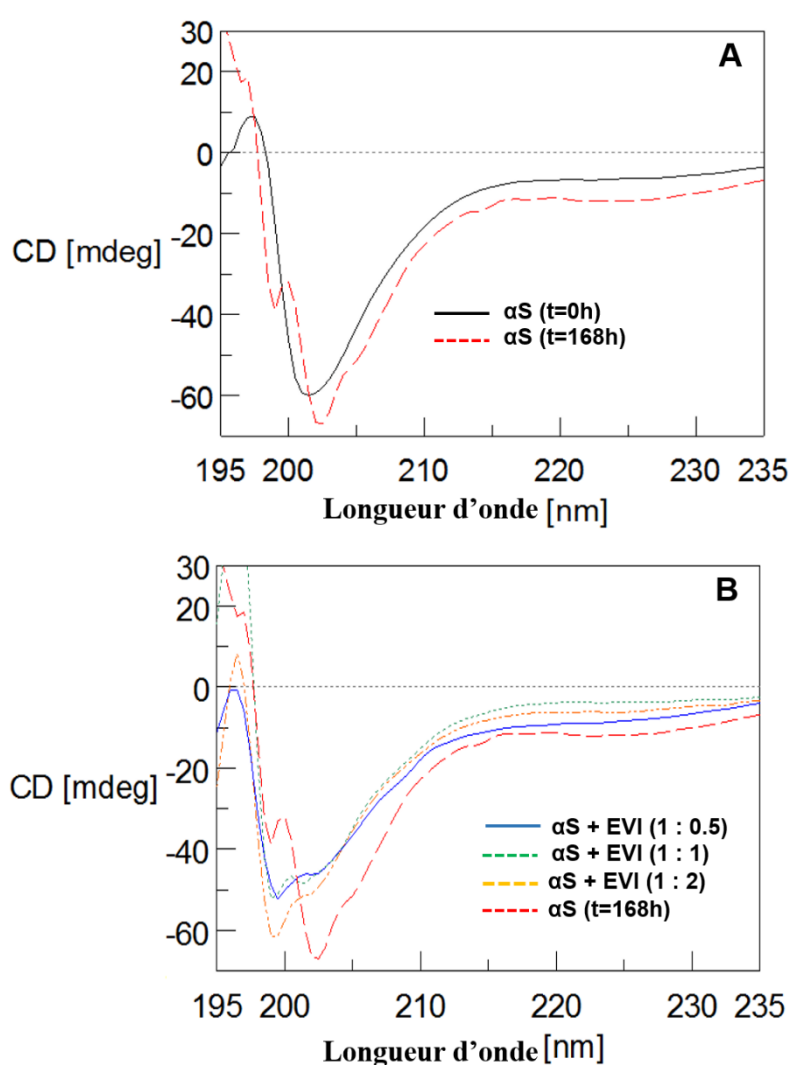 A
30
20
0
-20
-40
-60
CD [mdeg]
αS (t=0h)
αS (t=168h)
195 200 210 220 230 235
Longueur d’onde [nm]
B
30
20
0
-20
-40
-60
CD [mdeg]
αS + EVI (1 : 0.5)
αS + EVI (1 : 1)
αS + EVI (1 : 2)
αS (t=168h)
195 200 210 220 230 235
Longueur d’onde [nm]